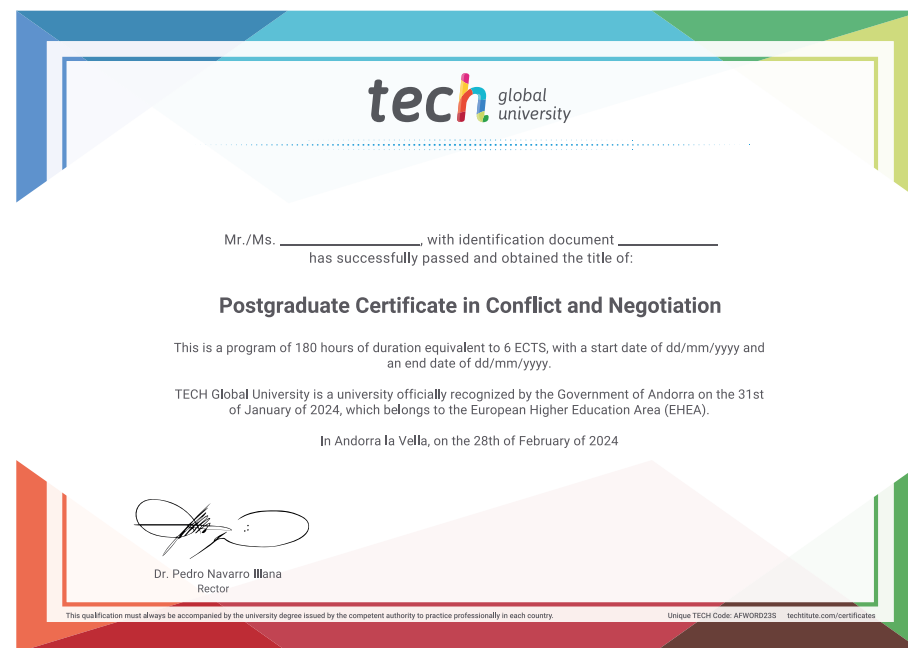 tech global university
Mr./Ms. ____________, with identification document ____________
has successfully passed and obtained the title of:
Postgraduate Certificate in Conflict and Negotiation
This is a program of 180 hours of duration equivalent to 6 ECTS, with a start date of dd/mm/yyyy and
an end date of dd/mm/yyyy.
TECH Global University is a university officially recognized by the Government of Andorra on the 31st
of January of 2024, which belongs to the European Higher Education Area (EHEA).
In Andorra la Vella, on the 28th of February of 2024
Dr. Pedro Navarro Illana
Rector
This qualification must always be accompanied by the university degree issued by the competent authority to practice professionally in each country. Unique TECH Code: AFWORD23S techtitute.com/certificates